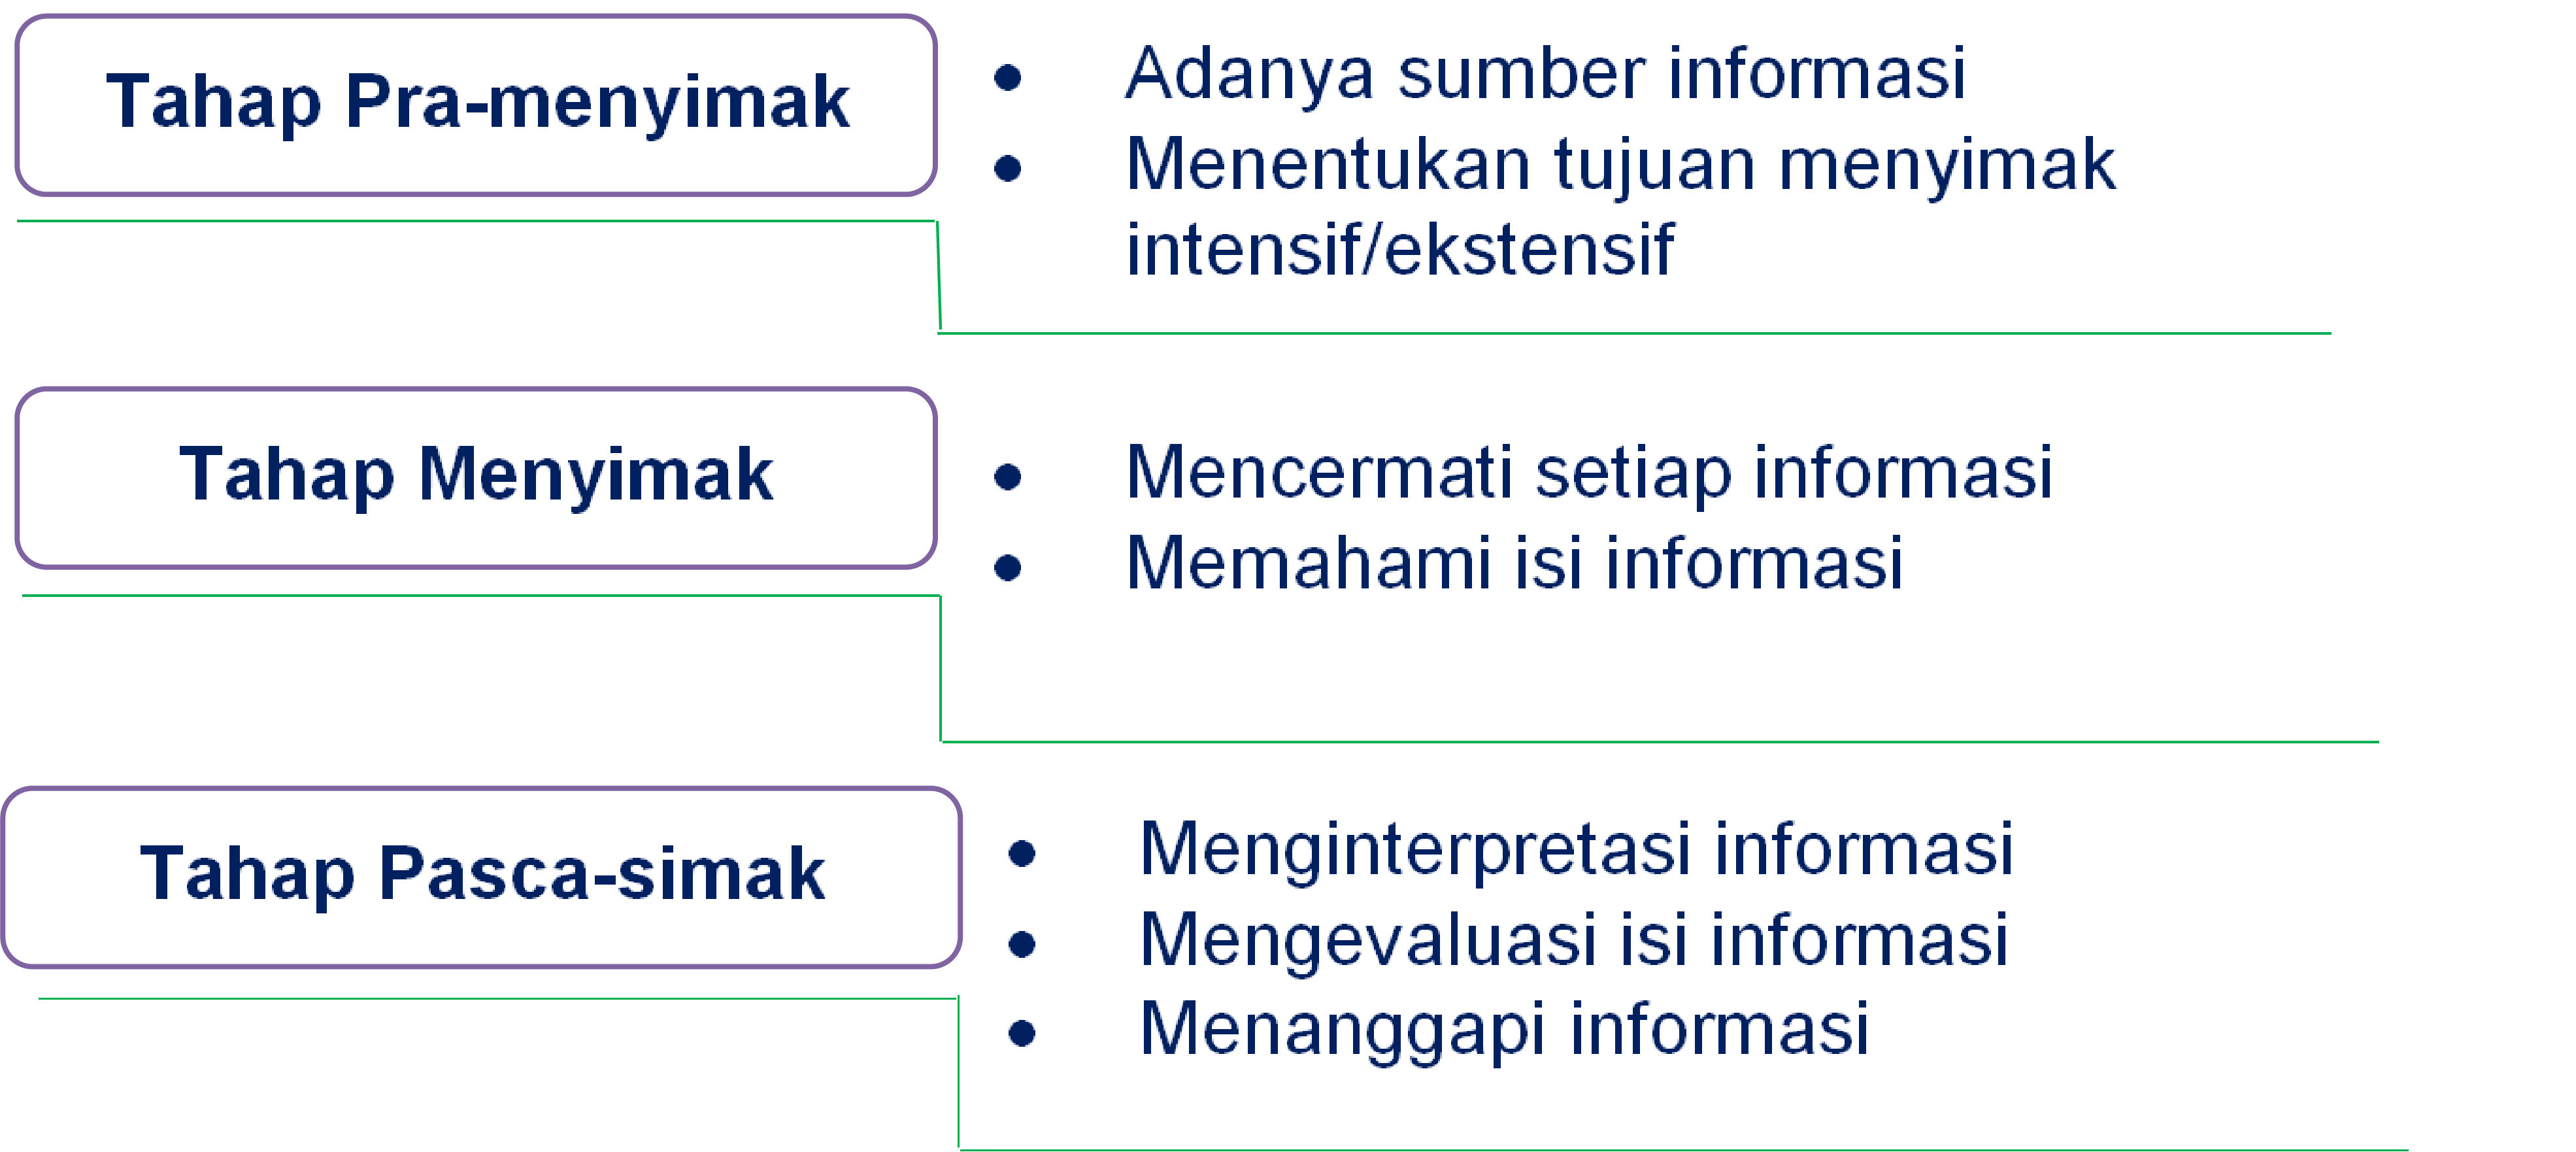 Tahap Pra-menyimak
• Adanya sumber informasi
• Menentukan tujuan menyimak
intensif/ekstensif
Tahap Menyimak
• Mencermati setiap informasi
• Memahami isi informasi
Tahap Pasca-simak
• Menginterpretasi informasi
• Mengevaluasi isi informasi
• Menanggapi informasi